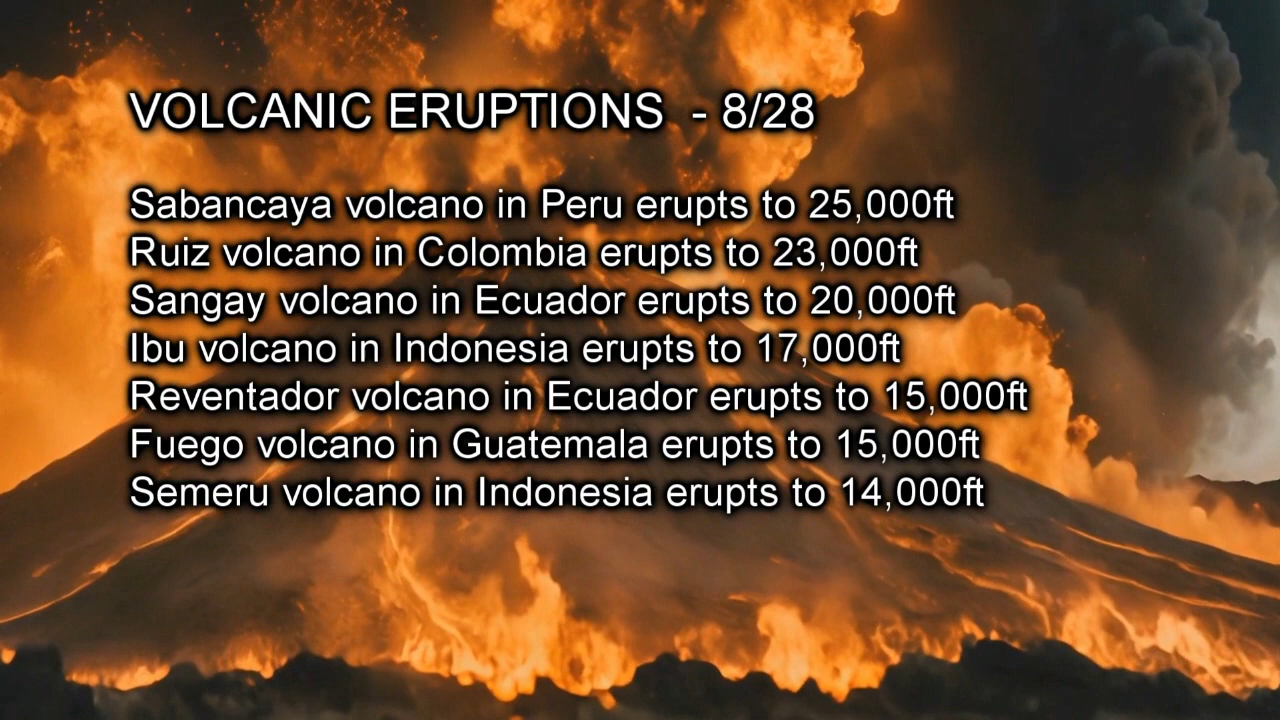 VOLCANIC ERUPTIONS - 8/28
Sabancaya volcano in Peru erupts to 25,000ft
Ruiz volcano in Colombia erupts to 23,000ft
Sangay volcano in Ecuador erupts to 20,000ft
Ibu volcano in Indonesia erupts to 17,000ft
Reventador volcano in Ecuador erupts to 15,000ft
Fuego volcano in Guatemala erupts to 15,000ft
Semeru volcano in Indonesia erupts to 14,000ft